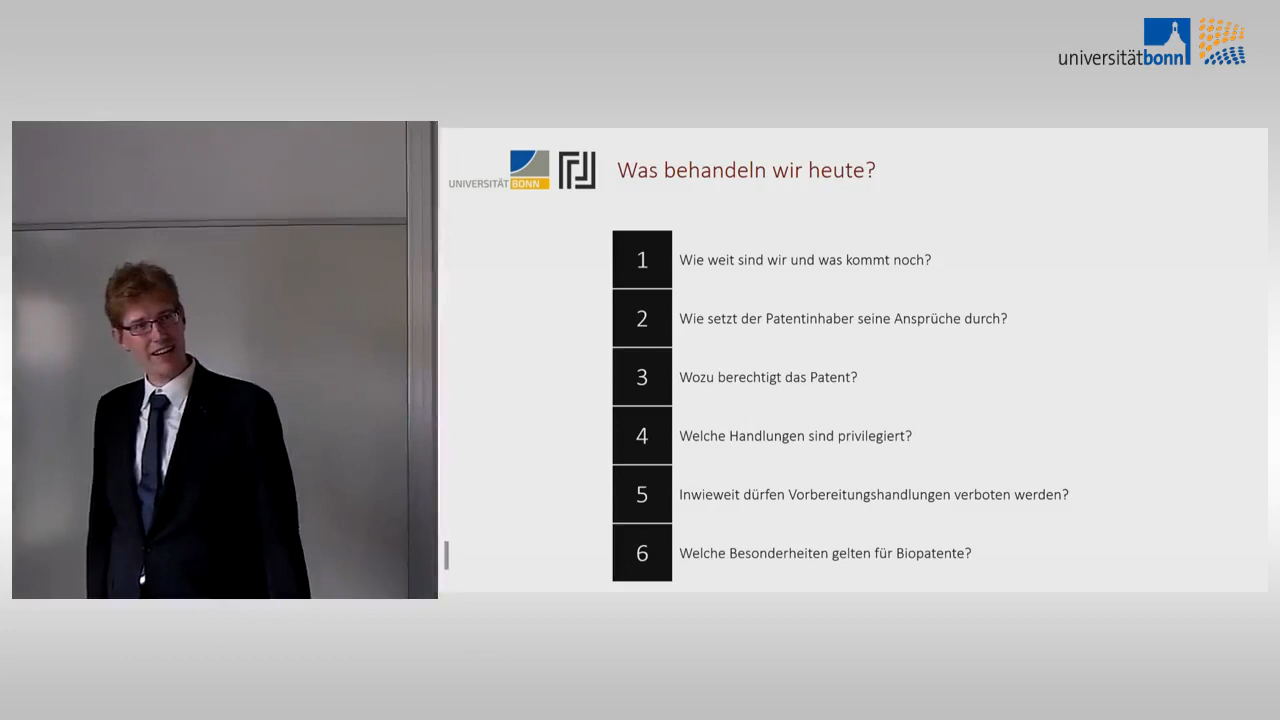 universitätbonn
UNIVERSITÄT BONN
Was behandeln wir heute?
1 Wie weit sind wir und was kommt noch?
2 Wie setzt der Patentinhaber seine Ansprüche durch?
3 Wozu berechtigt das Patent?
4 Welche Handlungen sind privilegiert?
5 Inwieweit dürfen Vorbereitungshandlungen verboten werden?
6 Welche Besonderheiten gelten für Biopatente?